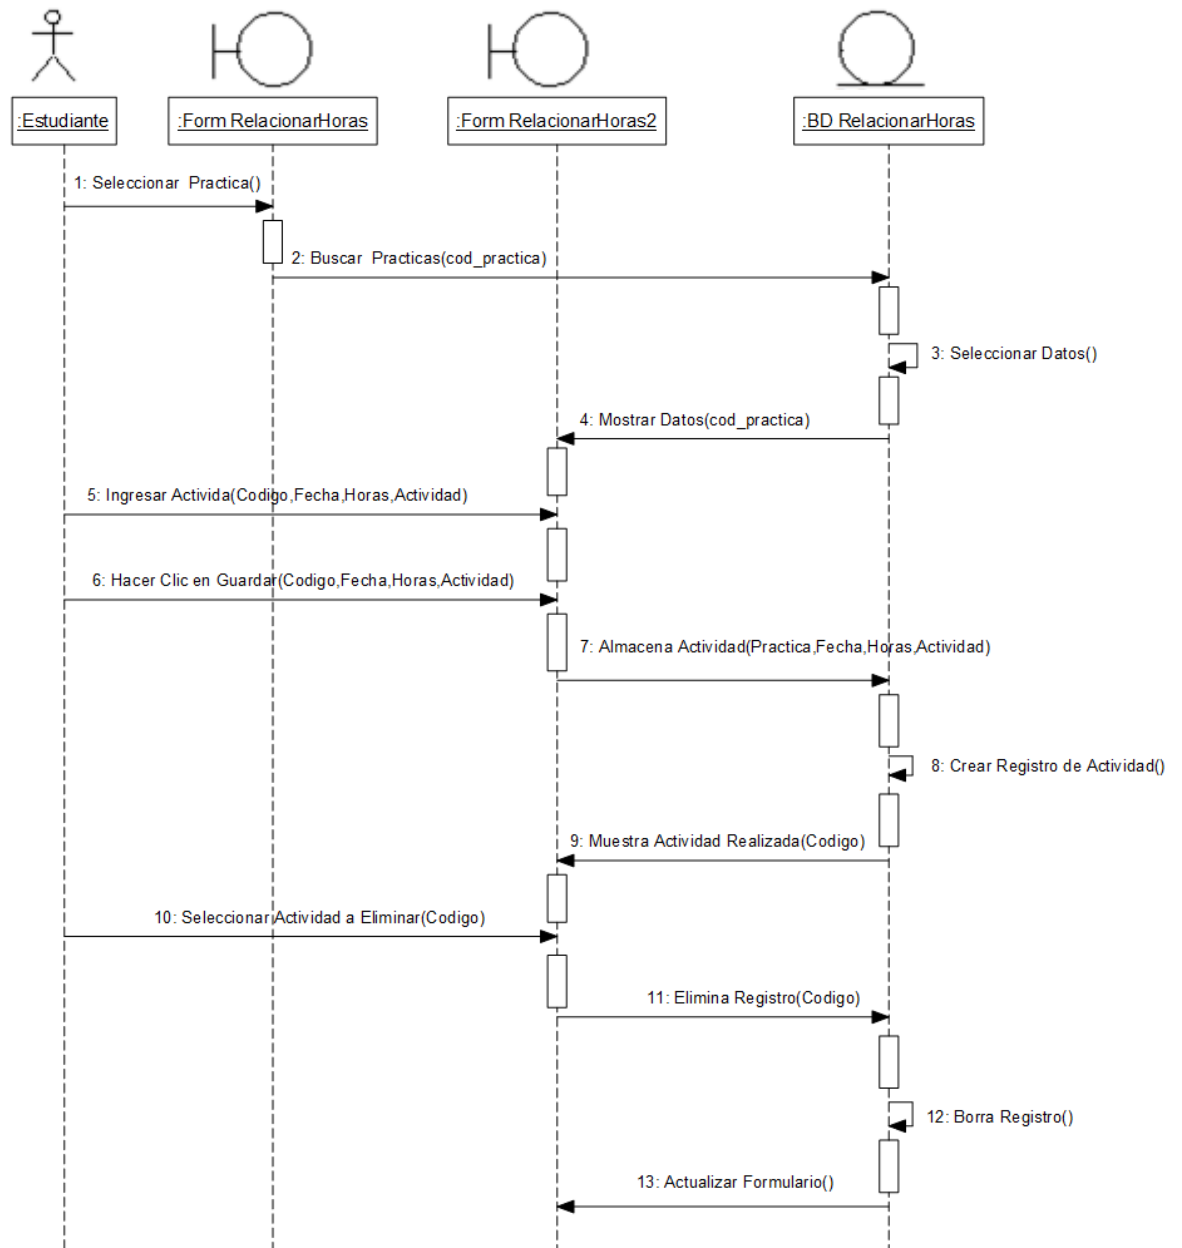 :Estudiante
:Form RelacionarHoras
:Form RelacionarHoras2
:BD RelacionarHoras
1: Seleccionar Practica()
2: Buscar Practicas(cod_practica)
3: Seleccionar Datos()
4: Mostrar Datos(cod_practica)
5: Ingresar Activida(Codigo,Fecha,Horas,Actividad)
6: Hacer Clic en Guardar(Codigo,Fecha,Horas,Actividad)
7: Almacena Actividad(Practica,Fecha,Horas,Actividad)
8: Crear Registro de Actividad()
9: Muestra Actividad Realizada(Codigo)
10: Seleccionar Actividad a Eliminar(Codigo)
11: Elimina Registro(Codigo)
12: Borra Registro()
13: Actualizar Formulario()